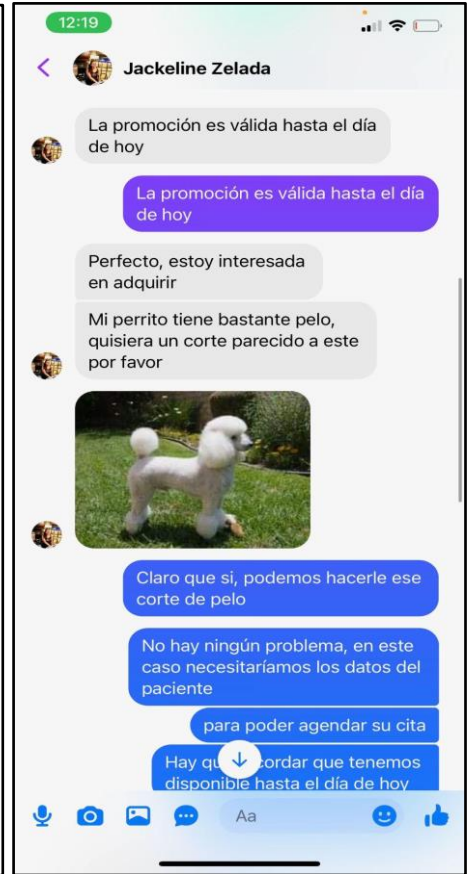 12:19
Jackeline Zelada
La promoción es válida hasta el día
de hoy
La promoción es válida hasta el día
de hoy
Perfecto, estoy interesada
en adquirir
Mi perrito tiene bastante pelo,
quisiera un corte parecido a este
por favor
Claro que si, podemos hacerle ese
corte de pelo
No hay ningún problema, en este
caso necesitaríamos los datos del
paciente
para poder agendar su cita
Hay cordar que tenemos
disponible hasta el día de hoy
Aa